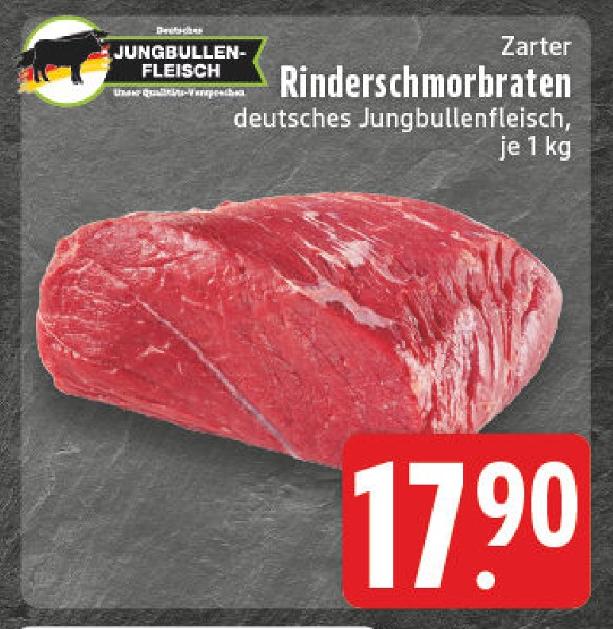 Deutsches
JUNGBULLEN-
FLEISCH
Unser Qualitäts-Versprechen
Zarter
Rinderschmorbraten
deutsches Jungbullenfleisch,
je 1 kg
17.90